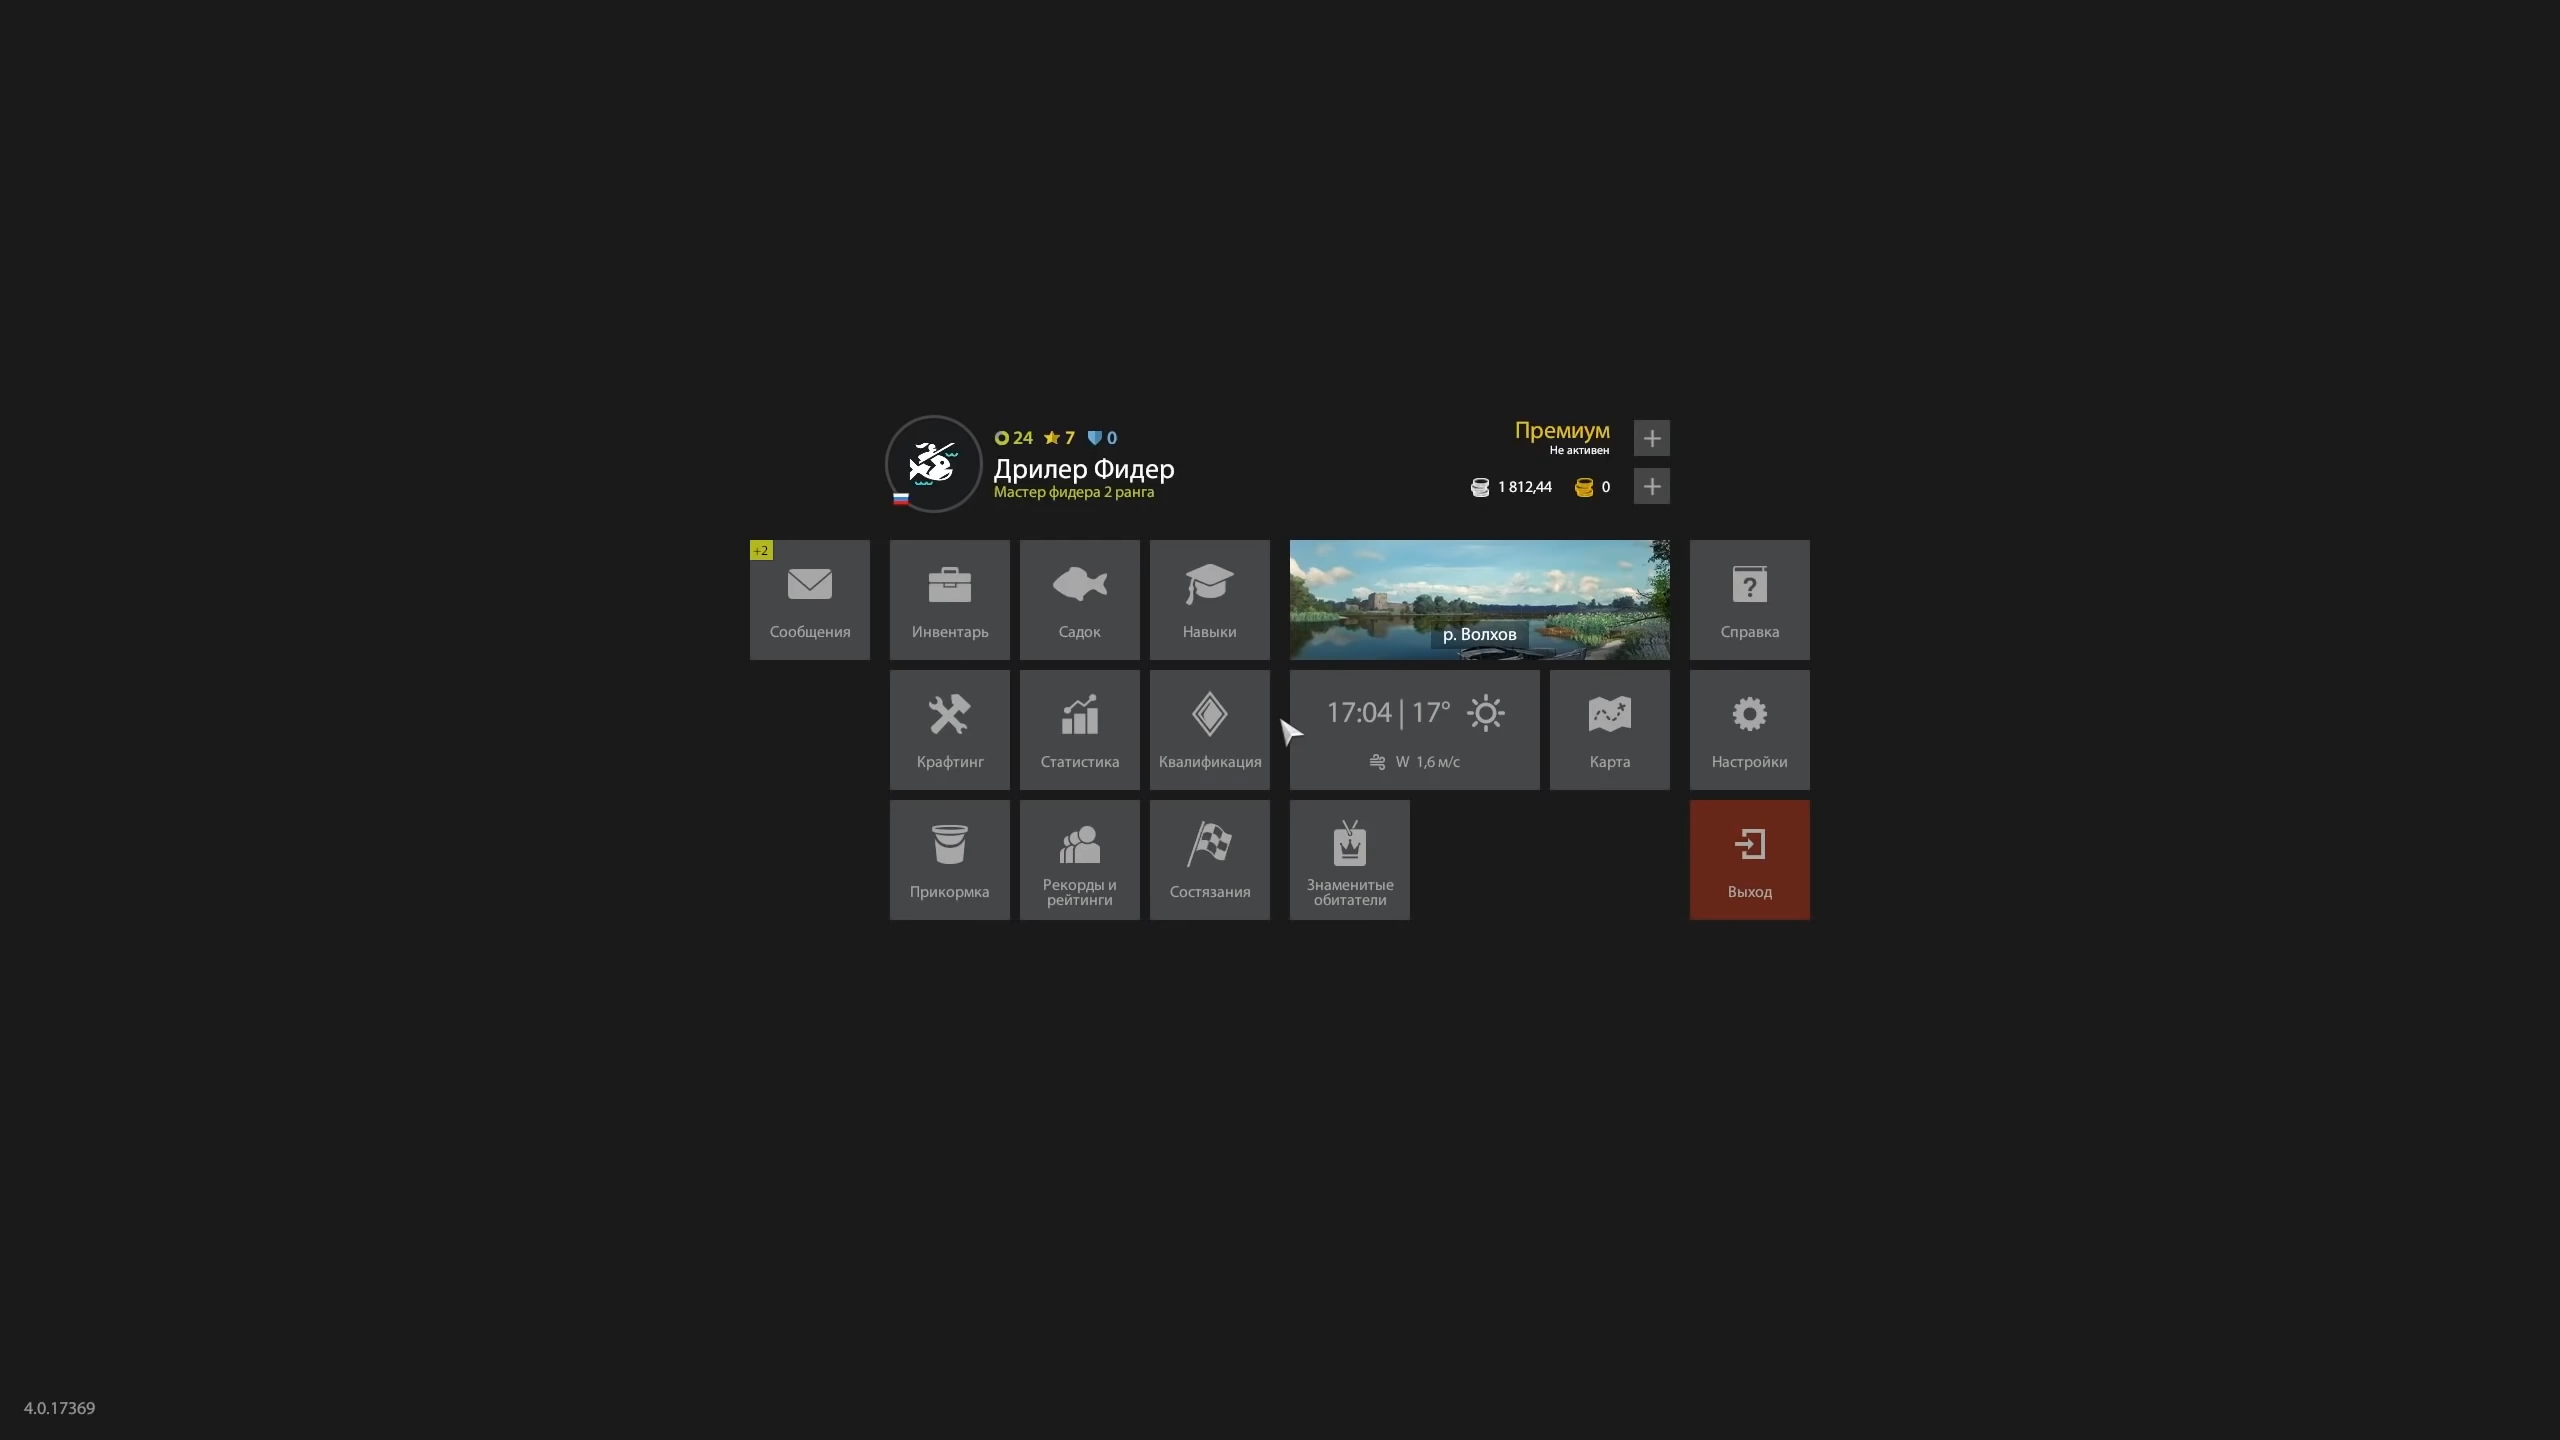 24 7 0
Дрилер Фидер
Мастер фидера 2 ранга
Премиум
Не активен
1 812,44 0
+2
Сообщения
Инвентарь
Садок
Навыки
р. Волхов
Справка
Крафтинг
Статистика
Квалификация
17:04 | 17°
W 1,6 м/с
Карта
Настройки
Прикормка
Рекорды и
рейтинги
Состязания
Знаменитые
обитатели
Выход
4.0.17369